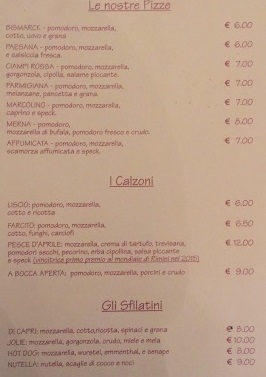 Le nostre Pizze
BISMARCK - pomodoro, mozzarella, € 6.00
cotto, uovo e grana
PAESANA - pomodoro, mozzarella, € 6.00
e salsiccia fresca.
CIAMPI ROSSA - pomodoro, mozzarella, € 7.00
gorgonzola, cipolla, salame piccante.
PARMIGIANA - pomodoro, mozzarella, € 7.00
melanzane, pancetta e grana
MARCOLINO - pomodoro, mozzarella, € 7.00
caprino e speck.
MERNA - pomodoro, € 8.00
mozzarella di bufala, pomodoro fresco e crudo.
AFFUMICATA - pomodoro, mozzarella, € 7.00
scamorza affumicata e speck.
I Calzoni
LISCIO: pomodoro, mozzarella, € 6.00
cotto e ricotta
FARCITO: pomodoro, mozzarella, € 6.50
cotto, funghi, carciofi
PESCE D'APRILE: mozzarella, crema di tartufo, trevisana, € 12.00
pomodori secchi, pecorino, erba cipollina, salsa piccante
e speck (vincitrice primo premio al mondiale di Rimini nel 2015)
A BOCCA APERTA: pomodoro, mozzarella, porcini e crudo € 9.00
Gli Sfilatini
DI CAPRI: mozzarella, cotto, ricotta, spinaci e grana € 8.00
JOLIE: mozzarella, gorgonzola, crudo, miele e mela € 10.00
HOT DOG: mozzarella, wurstel, emmenthal, e senape € 8.00
NUTELLA: nutella, scaglie di cocco e noci € 9.00